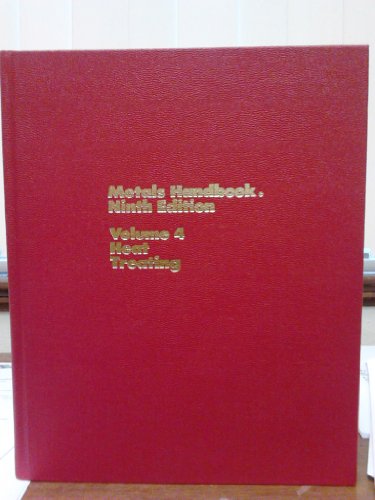 Metals Handbook®
Ninth Edition
Volume 4
Heat
Treating